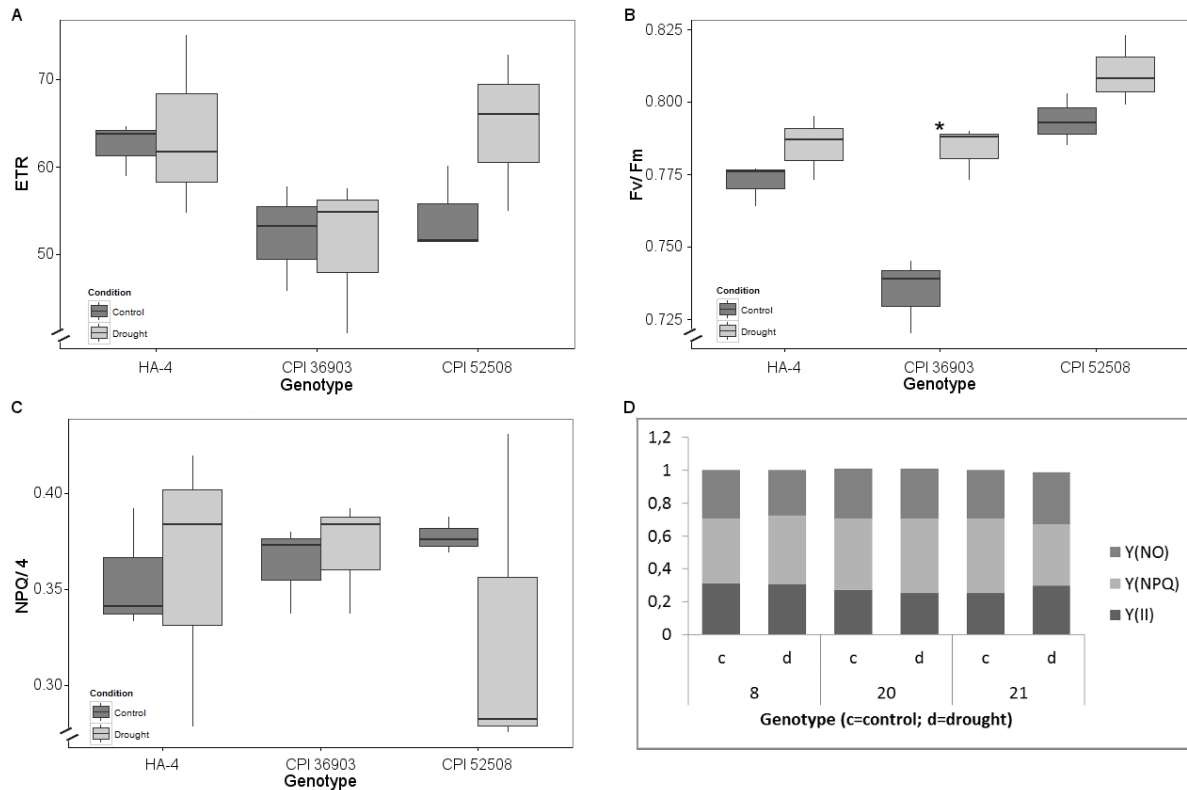 A
70
60
50
ETR
Condition
Control
Drought
HA-4
CPI 36903
CPI 52508
Genotype
B
0.825
0.800
0.775
0.750
0.725
Fv/ Fm
*
Condition
Control
Drought
HA-4
CPI 36903
CPI 52508
Genotype
C
0.40
0.35
0.30
NPQ/ 4
Condition
Control
Drought
HA-4
CPI 36903
CPI 52508
Genotype
D
1,2
1
0,8
0,6
0,4
0,2
0
Y(NO)
Y(NPQ)
Y(II)
c d c d c d
8 20 21
Genotype (c=control; d=drought)